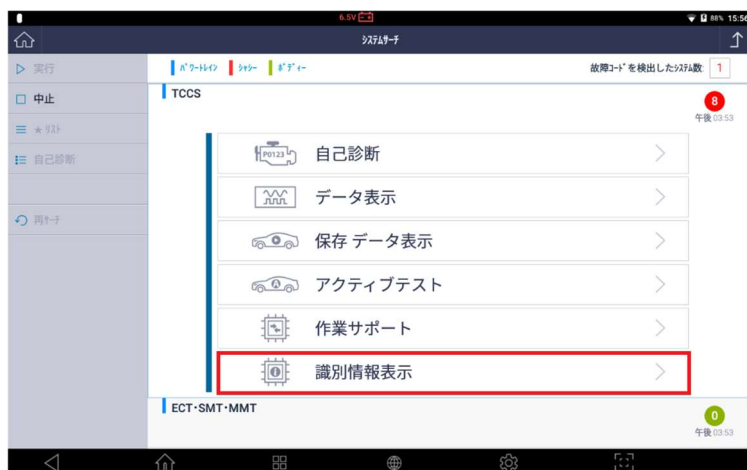 6.5V
88% 15:56
システムサーチ
実行
パワートレイン シャシー ボディー
故障コードを検出したシステム数 1
中止
TCCS
8
午後 03:53
★リスト
自己診断
P0123
自己診断
データ表示
再サーチ
保存 データ表示
アクティブテスト
作業サポート
識別情報表示
ECT・SMT・MMT
0
午後 03:53